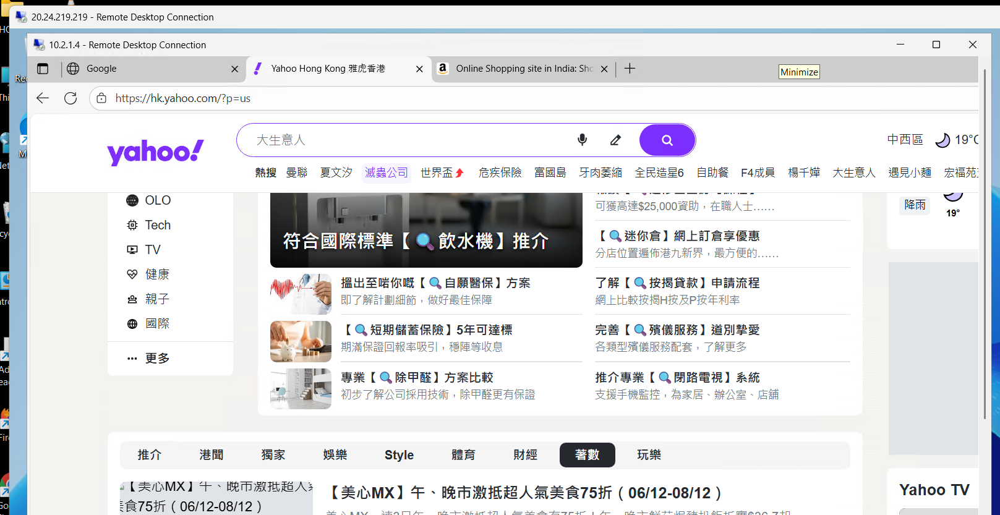 20.24.219.219 - Remote Desktop Connection
10.2.1.4 - Remote Desktop Connection
Google
Yahoo Hong Kong 雅虎香港
Online Shopping site in India: Sho
Minimize
https://hk.yahoo.com/?p=us
yahoo!
大生意人
中西區
19°C
熱搜 曼聯 夏文汐 滅蟲公司 世界盃 危疾保險 富國島 牙肉萎縮 全民造星6 自助餐 F4成員 楊千嬅 大生意人 遇見小麵 宏福苑
OLO
Tech
TV
健康
親子
國際
更多
符合國際標準【🔍飲水機】推介
搵出至啱你嘅【🔍自願醫保】方案
即了解計劃細節，做好最佳保障
【🔍短期儲蓄保險】5年可達標
期滿保證回報率吸引，穩陣等收息
專業【🔍除甲醛】方案比較
初步了解公司採用技術，除甲醛更有保證
可獲高達$25,000資助，在職人士......
【🔍迷你倉】網上訂倉享優惠
分店位置遍佈港九新界，最方便的......
了解【🔍按揭貸款】申請流程
網上比較按揭H按及P按年利率
完善【🔍殯儀服務】道別摯愛
各類型殯儀服務配套，了解更多
推介專業【🔍閉路電視】系統
支援手機監控，為家居、辦公室、店舖
降雨
19°
推介 港聞 獨家 娛樂 Style 體育 財經 著數 玩樂
【美心MX】午、晚市激抵超人氣
美食75折（06/12-08/12）
【美心MX】午、晚市激抵超人氣美食75折（06/12-08/12）
Yahoo TV